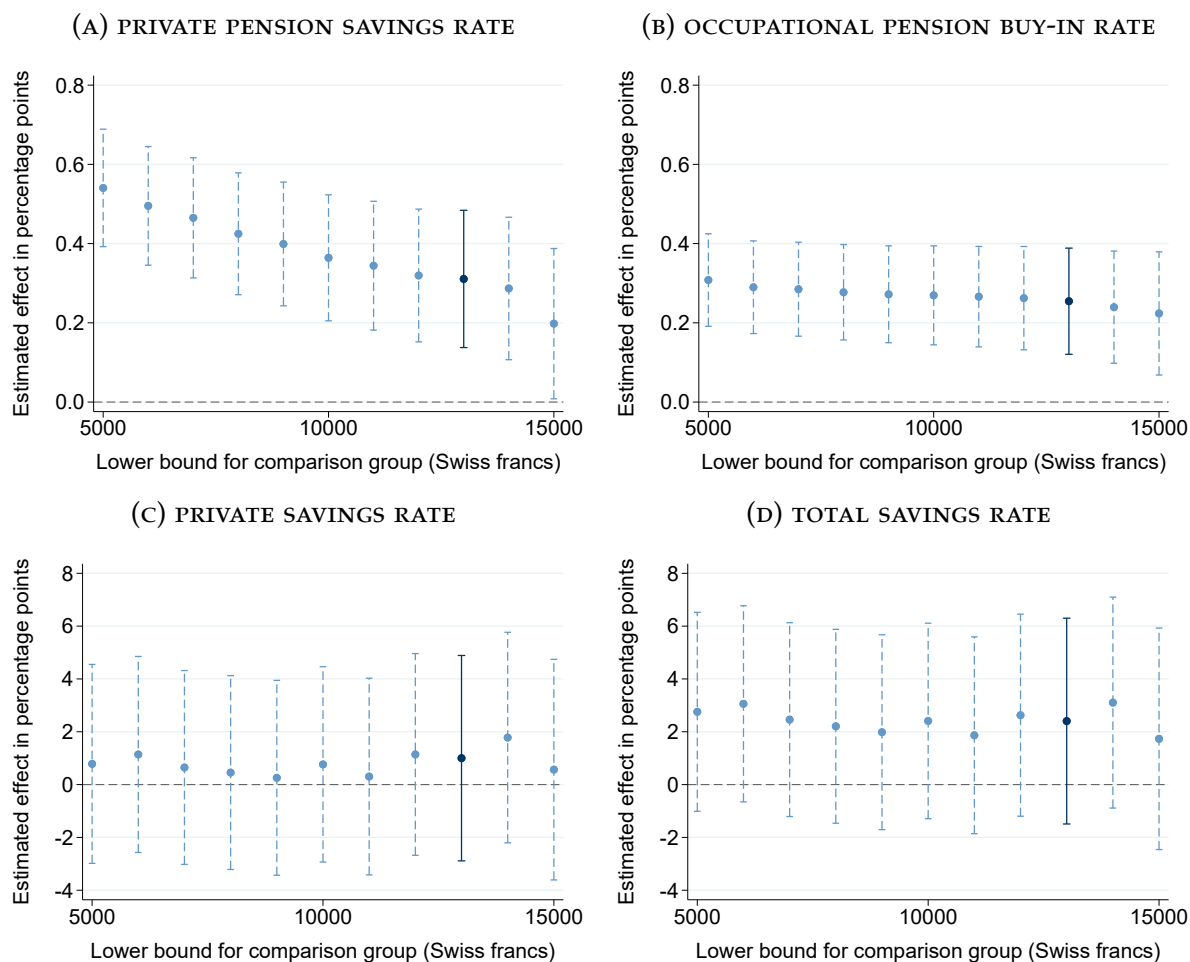 (A) PRIVATE PENSION SAVINGS RATE
Estimated effect in percentage points
0.8
0.6
0.4
0.2
0.0
5000 10000 15000
Lower bound for comparison group (Swiss francs)
(B) OCCUPATIONAL PENSION BUY-IN RATE
Estimated effect in percentage points
0.8
0.6
0.4
0.2
0.0
5000 10000 15000
Lower bound for comparison group (Swiss francs)
(C) PRIVATE SAVINGS RATE
Estimated effect in percentage points
8
6
4
2
0
-2
-4
5000 10000 15000
Lower bound for comparison group (Swiss francs)
(D) TOTAL SAVINGS RATE
Estimated effect in percentage points
8
6
4
2
0
-2
-4
5000 10000 15000
Lower bound for comparison group (Swiss francs)